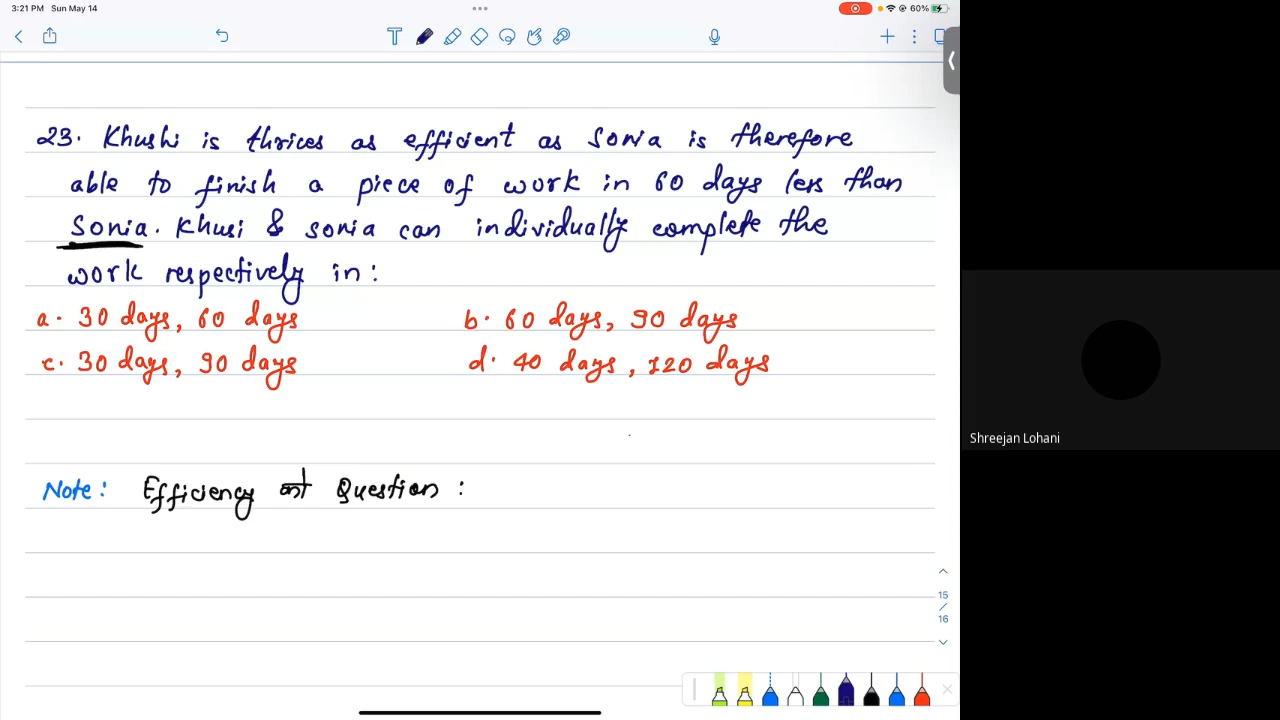 3:21 PM Sun May 14
60%
23. Khushi is thrices as efficient as Sonia is therefore
able to finish a piece of work in 60 days less than
Sonia. Khusi & sonia can individually complete the
work respectively in:
a. 30 days, 60 days
b. 60 days, 90 days
c. 30 days, 90 days
d. 40 days, 120 days
Shreejan Lohani
Note: Efficiency Question:
15
/
16